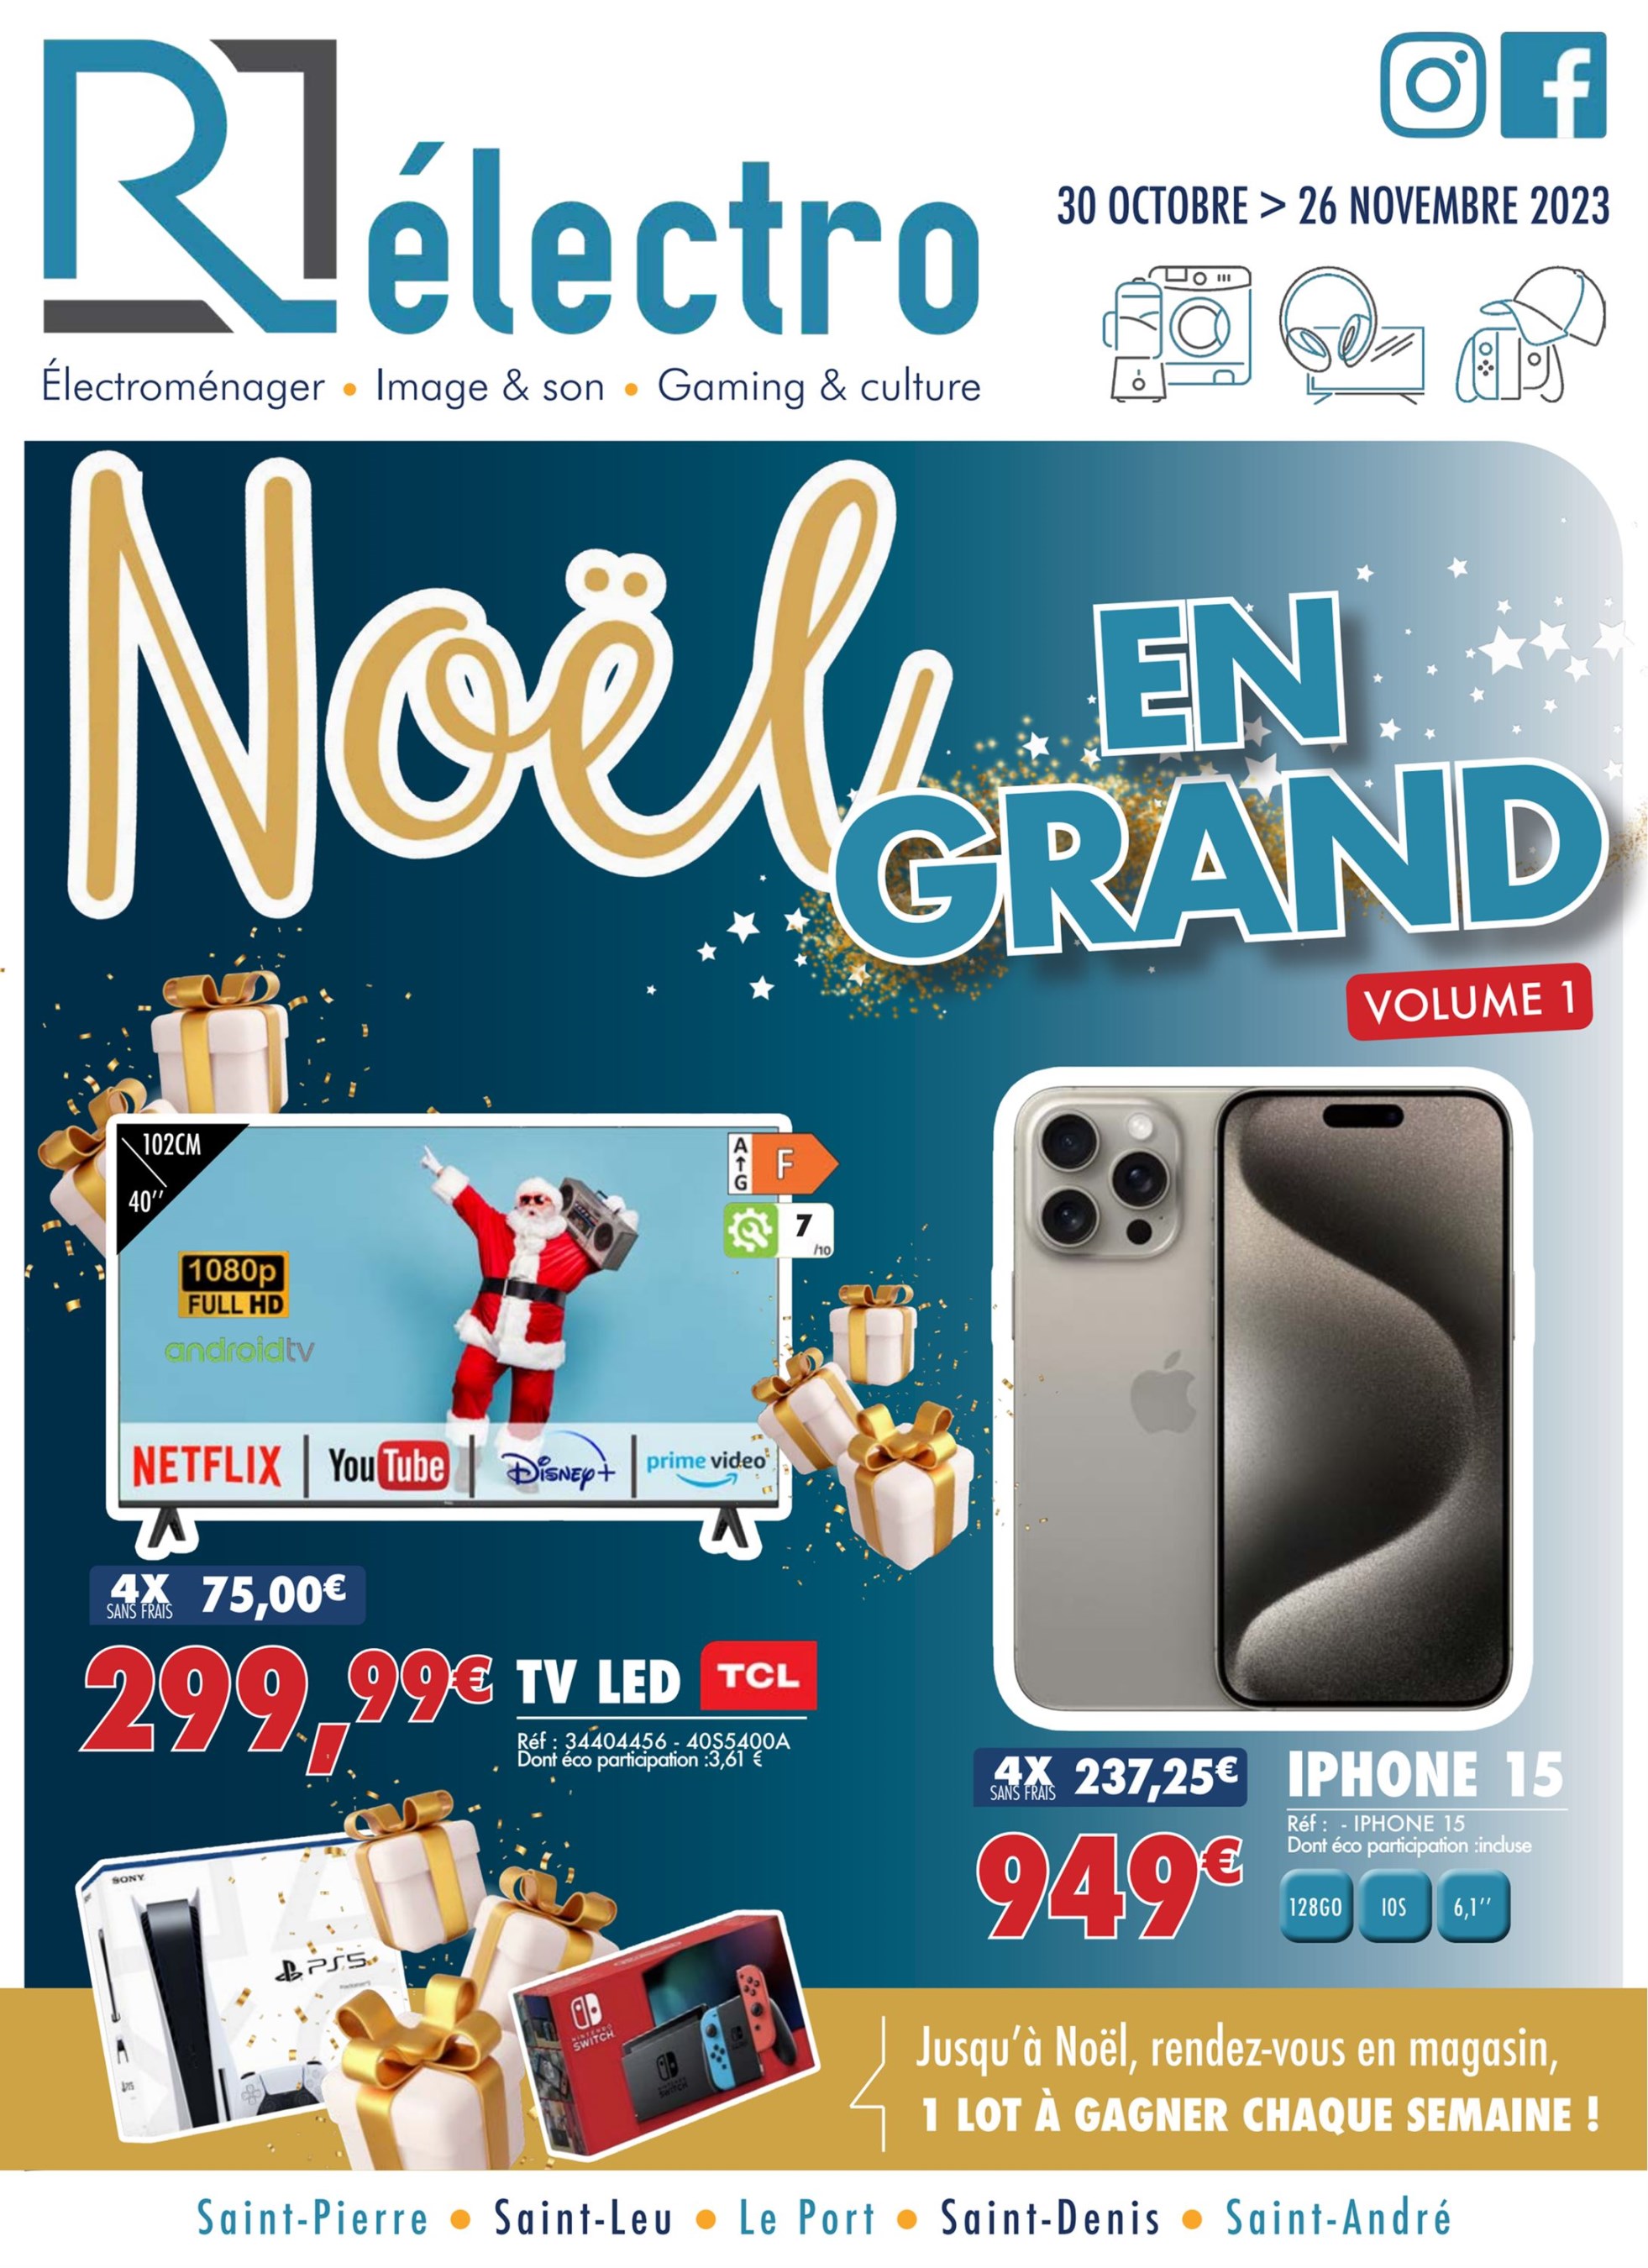 R1 électro
30 OCTOBRE > 26 NOVEMBRE 2023
Électroménager • Image & son • Gaming & culture
Noël
EN
GRAND
VOLUME 1
102CM
40’’
A
G
F
7
/10
1080p
FULL HD
androidtv
NETFLIX | YouTube | Disney+ | prime video
4X 75,00€
SANS FRAIS
299,99€
TV LED TCL
Réf : 34404456 - 40S5400A
Dont éco participation :3,61 €
4X 237,25€
SANS FRAIS
949€
IPHONE 15
Réf : - IPHONE 15
Dont éco participation :incluse
128GO IOS 6,1’’
SONY
PS5
NINTENDO
SWITCH
Jusqu’à Noël, rendez-vous en magasin,
1 LOT À GAGNER CHAQUE SEMAINE !
Saint-Pierre • Saint-Leu • Le Port • Saint-Denis • Saint-André